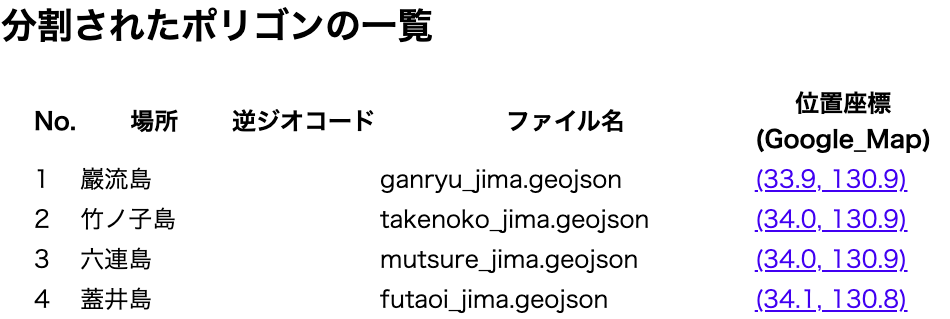 分割されたポリゴンの一覧
No. 場所 逆ジオコード ファイル名 位置座標
(Google_Map)
1 巖流島 ganryu_jima.geojson (33.9, 130.9)
2 竹ノ子島 takenoko_jima.geojson (34.0, 130.9)
3 六連島 mutsure_jima.geojson (34.0, 130.9)
4 蓋井島 futaoi_jima.geojson (34.1, 130.8)